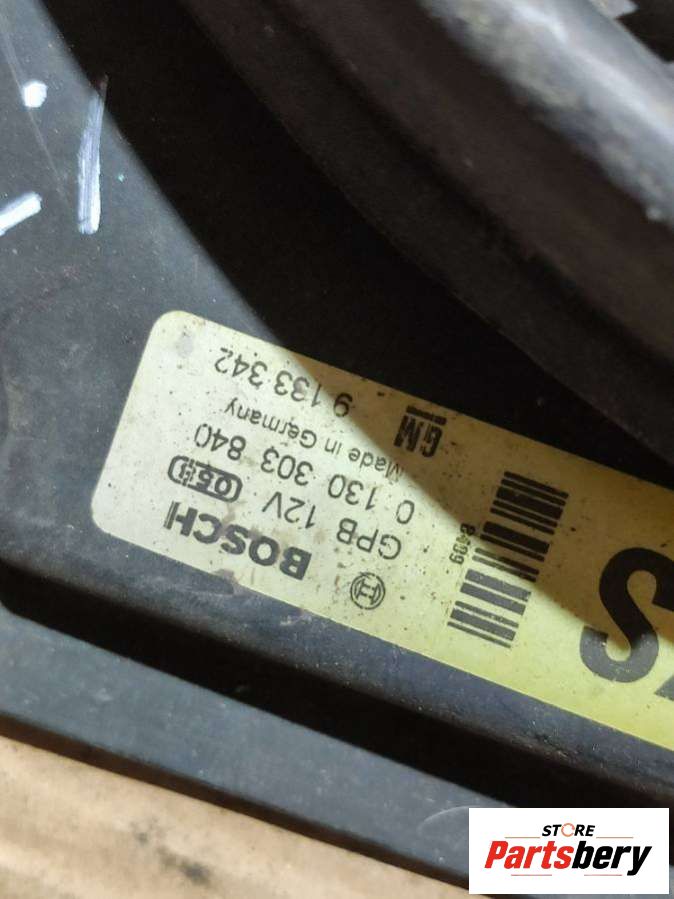 BOSCH
GPB 12V
0 130 303 840
Made in Germany
9 133 342
GM
STORE
Partsbery